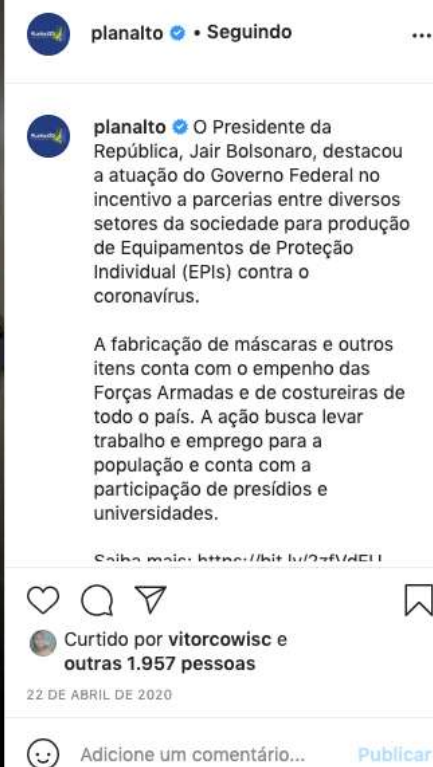 planalto • Seguindo
planalto O Presidente da
República, Jair Bolsonaro, destacou
a atuação do Governo Federal no
incentivo a parcerias entre diversos
setores da sociedade para produção
de Equipamentos de Proteção
Individual (EPIs) contra o
coronavírus.
A fabricação de máscaras e outros
itens conta com o empenho das
Forças Armadas e de costureiras de
todo o país. A ação busca levar
trabalho e emprego para a
população e conta com a
participação de presídios e
universidades.
Saiba mais:
Curtido por vitorcowisc e
outras 1.957 pessoas
22 DE ABRIL DE 2020
Adicione um comentário... Publicar